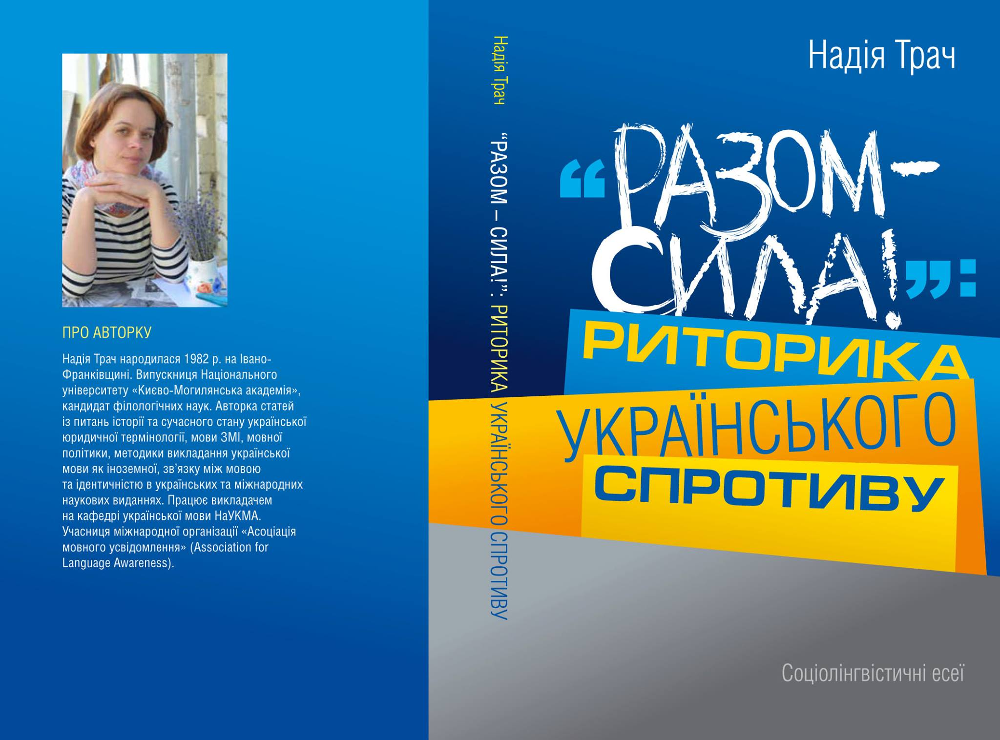 ПРО АВТОРКУ
Надія Трач народилася 1982 р. на Івано-
Франківщині. Випускниця Національного
університету «Києво-Могилянська академія»,
кандидат філологічних наук. Авторка статей
із питань історії та сучасного стану української
юридичної термінології, мови ЗМІ, мовної
політики, методики викладання української
мови як іноземної, зв’язку між мовою
та ідентичністю в українських та міжнародних
наукових виданнях. Працює викладачем
на кафедрі української мови НаУКМА.
Учасниця міжнародної організації «Асоціація
мовного усвідомлення» (Association for
Language Awareness).
Надія Трач “РАЗОМ – СИЛА!”: РИТОРИКА УКРАЇНСЬКОГО СПРОТИВУ
Надія Трач
“РАЗОМ–
СИЛА!”:
РИТОРИКА
УКРАЇНСЬКОГО
СПРОТИВУ
Соціолінгвістичні есеї